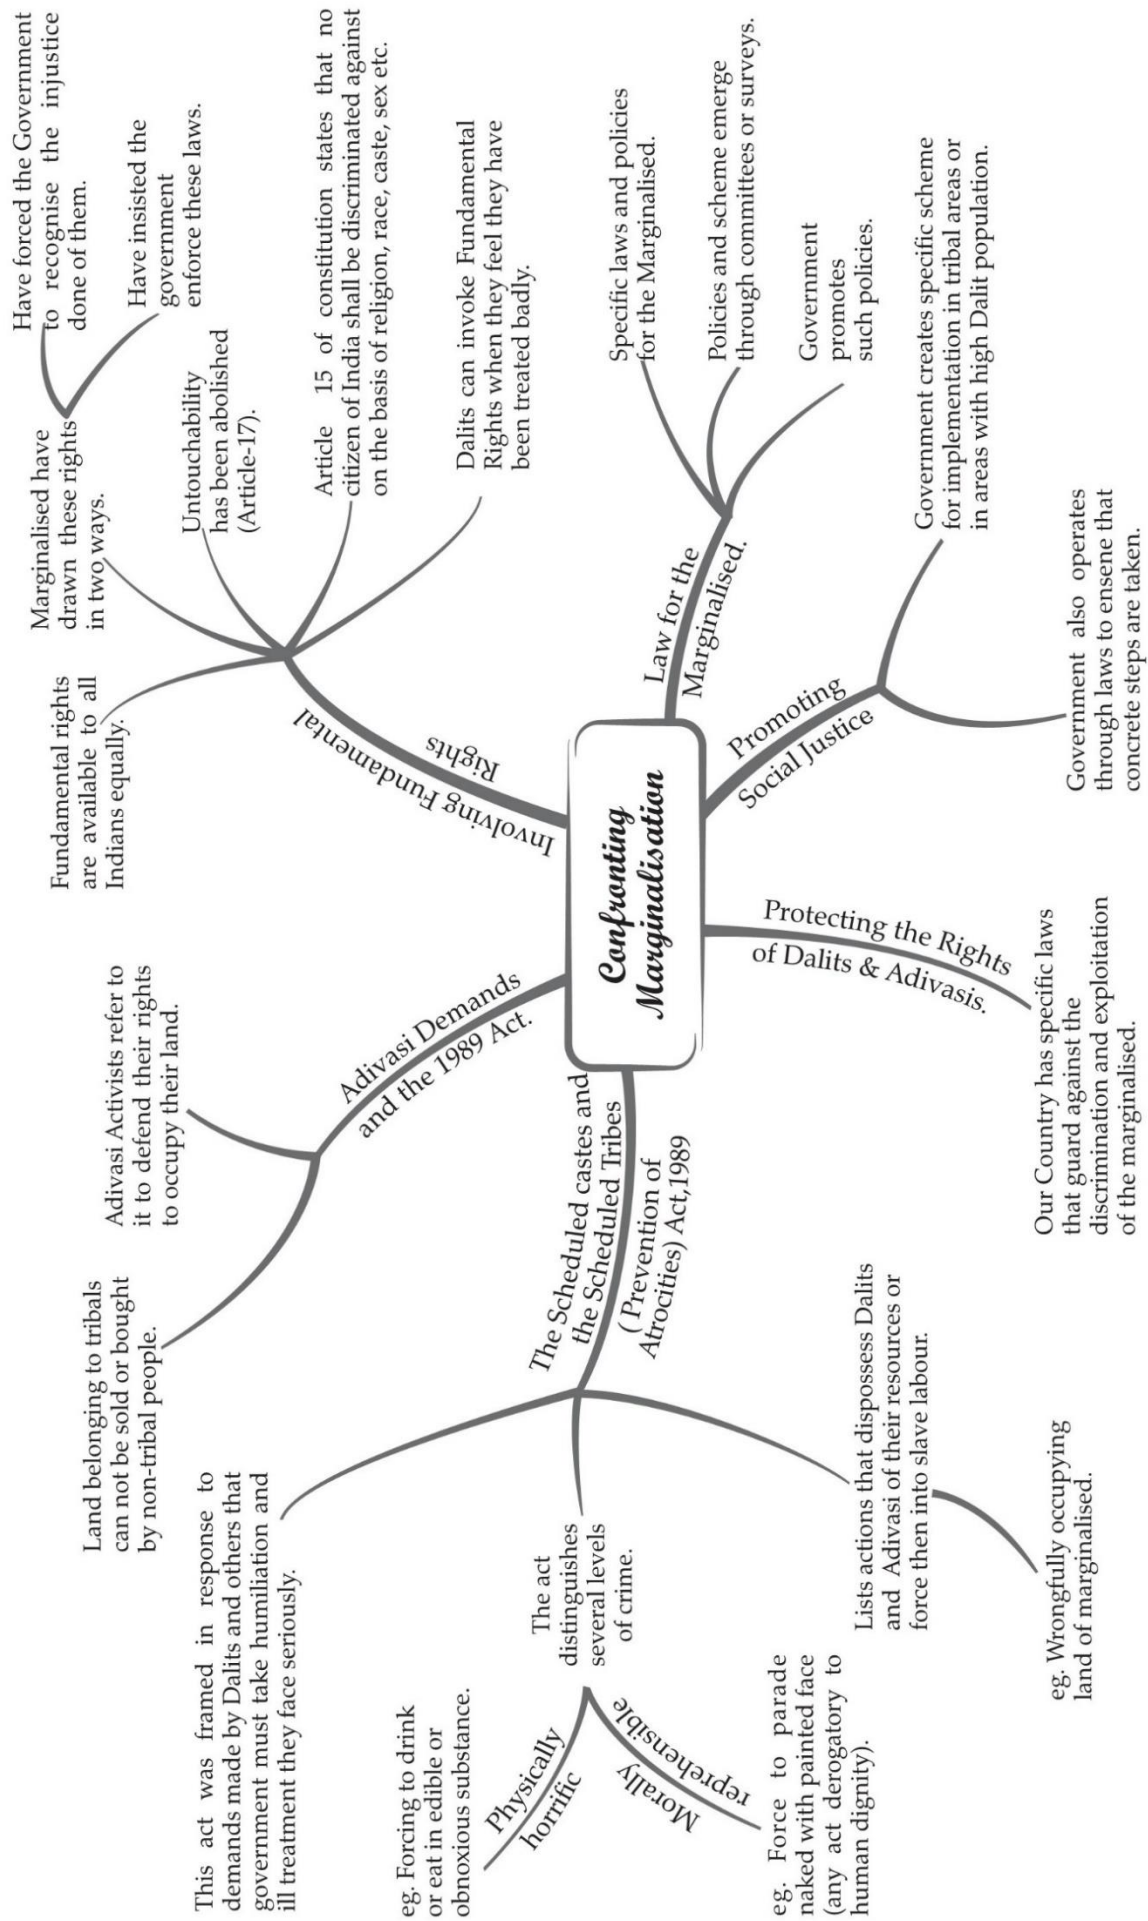 Confronting
Marginalisation
Involving Fundamental
Rights
Fundamental rights
are available to all
Indians equally.
Marginalised have
drawn these rights
in two ways.
Have forced the Government
to recognise the injustice
done of them.
Have insisted the
government
enforce these laws.
Untouchability
has been abolished
(Article-17).
Article 15 of constitution states that no
citizen of India shall be discriminated against
on the basis of religion, race, caste, sex etc.
Dalits can invoke Fundamental
Rights when they feel they have
been treated badly.
Law for the
Marginalised.
Specific laws and policies
for the Marginalised.
Policies and scheme emerge
through committees or surveys.
Government
promotes
such policies.
Promoting
Social Justice
Government creates specific scheme
for implementation in tribal areas or
in areas with high Dalit population.
Government also operates
through laws to ensene that
concrete steps are taken.
Protecting the Rights
of Dalits & Adivasis.
Our Country has specific laws
that guard against the
discrimination and exploitation
of the marginalised.
The Scheduled castes and
the Scheduled Tribes
( Prevention of
Atrocities) Act,1989
Lists actions that dispossess Dalits
and Adivasi of their resources or
force then into slave labour.
eg. Wrongfully occupying
land of marginalised.
The act
distinguishes
several levels
of crime.
Morally
reprehensible
eg. Force to parade
naked with painted face
(any act derogatory to
human dignity).
Physically
horrific
eg. Forcing to drink
or eat in edible or
obnoxious substance.
This act was framed in response to
demands made by Dalits and others that
government must take humiliation and
ill treatment they face seriously.
Adivasi Demands
and the 1989 Act.
Land belonging to tribals
can not be sold or bought
by non-tribal people.
Adivasi Activists refer to
it to defend their rights
to occupy their land.